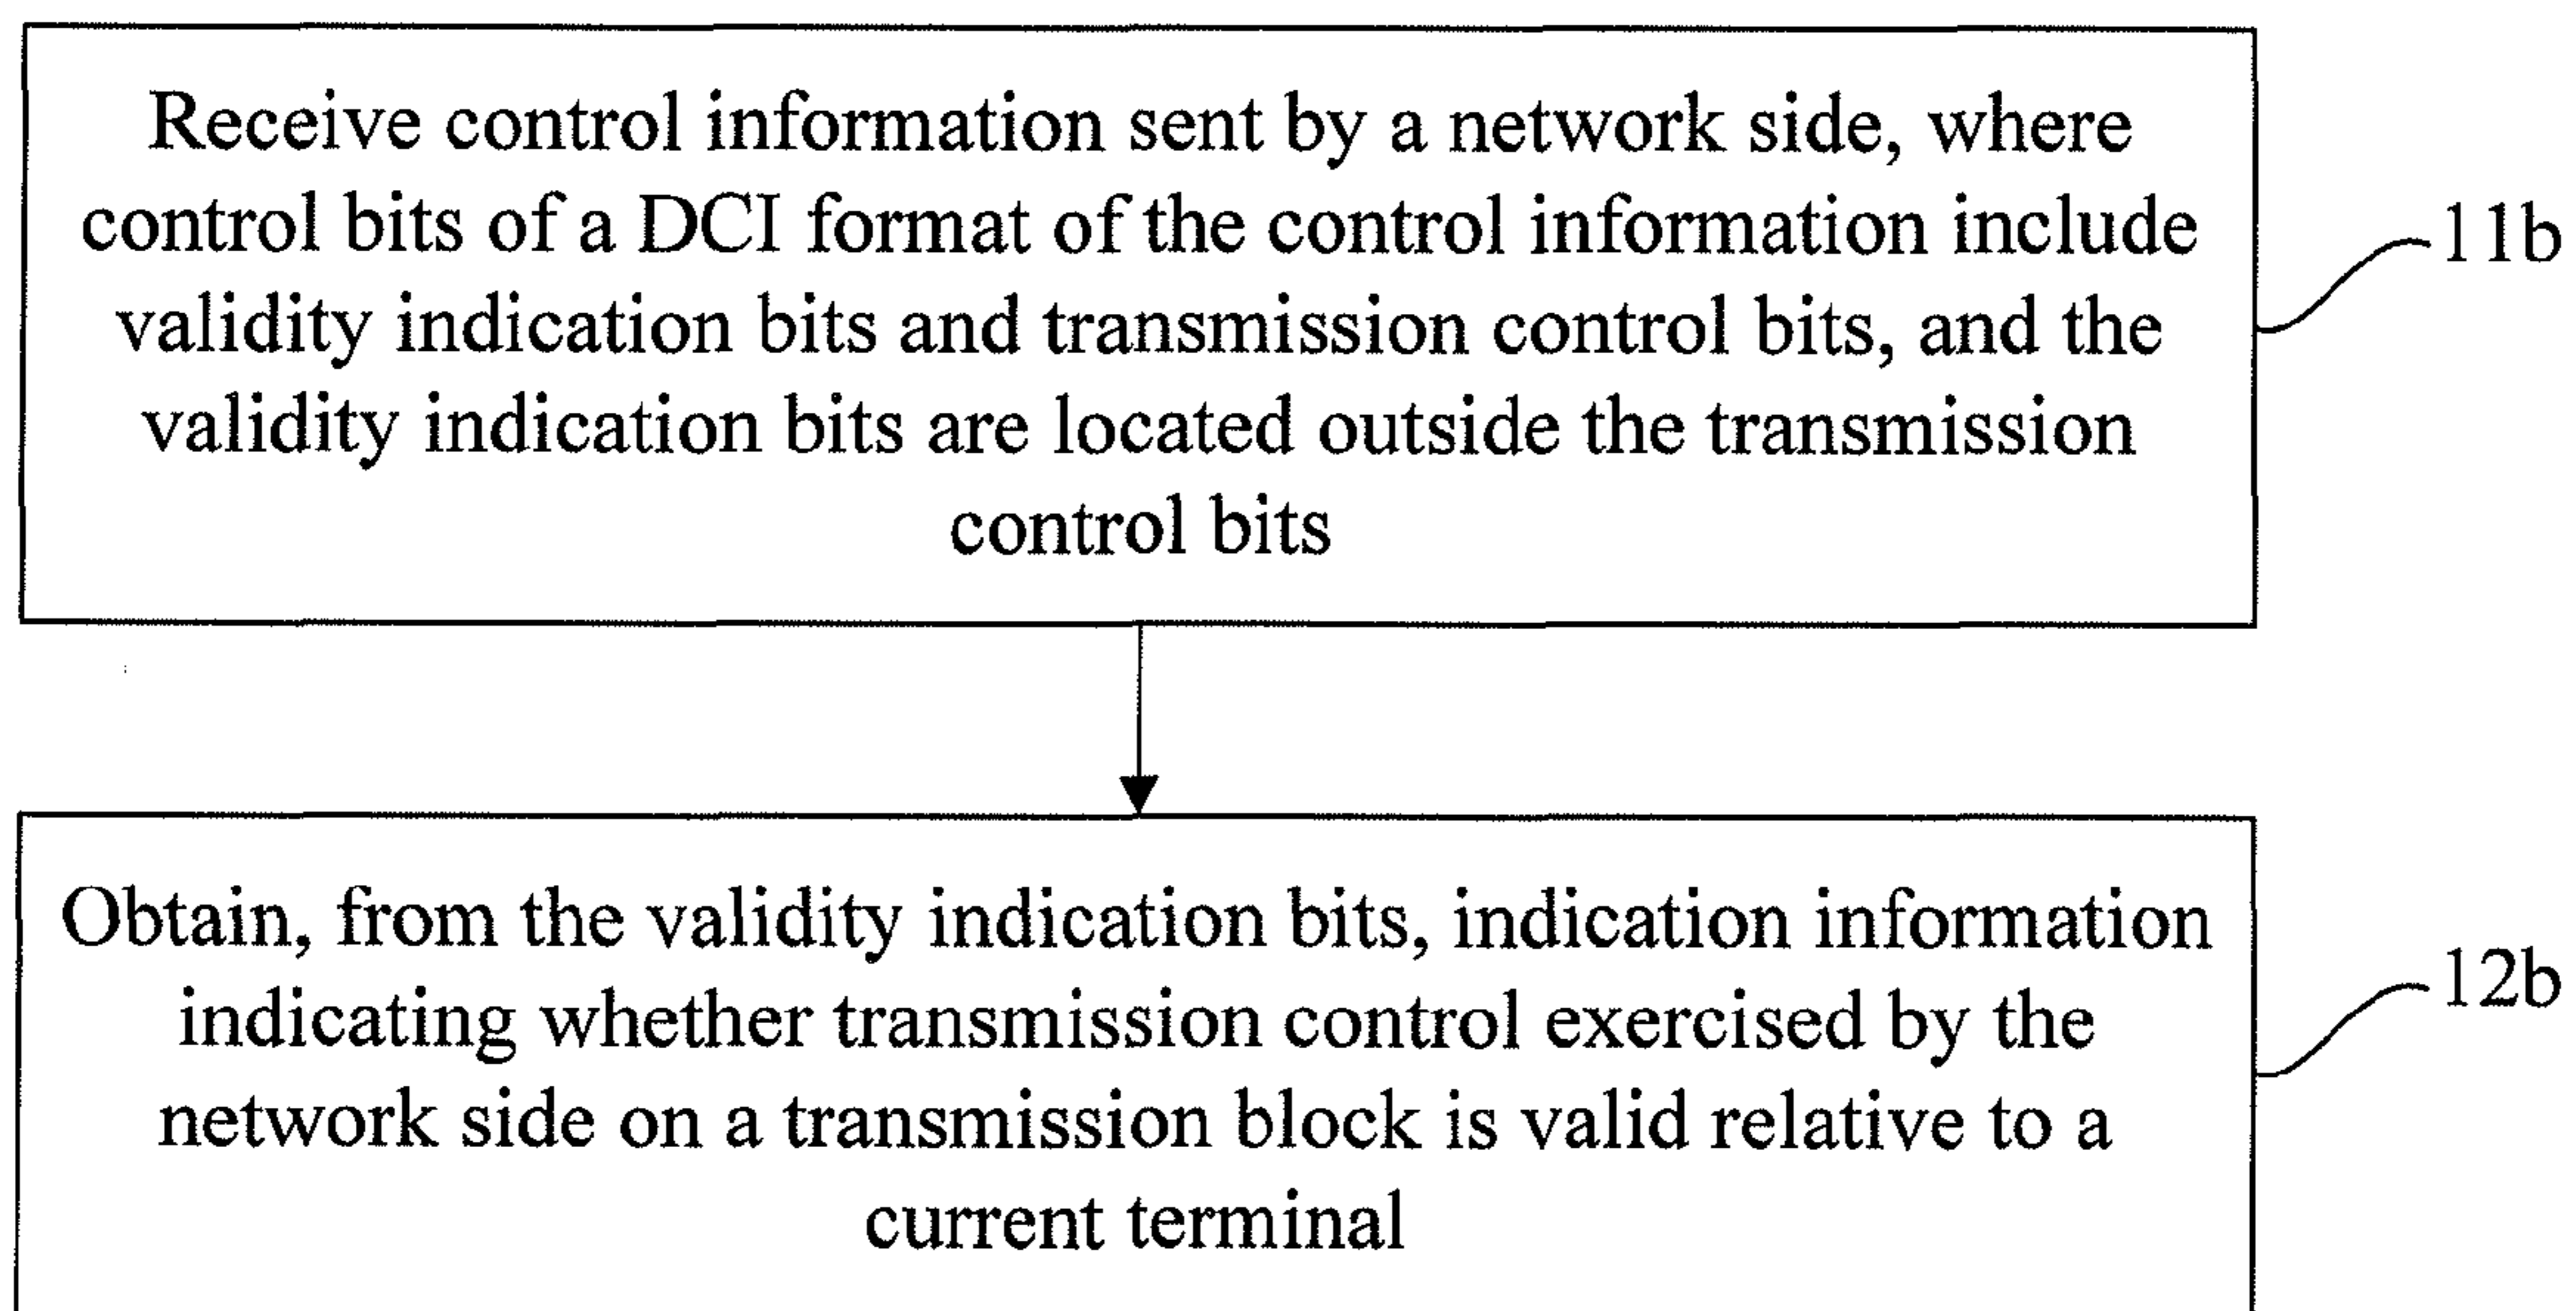 Receive control information sent by a network side, where
control bits of a DCI format of the control information include
validity indication bits and transmission control bits, and the
validity indication bits are located outside the transmission
control bits
11b
Obtain, from the validity indication bits, indication information
indicating whether transmission control exercised by the
network side on a transmission block is valid relative to a
current terminal
12b